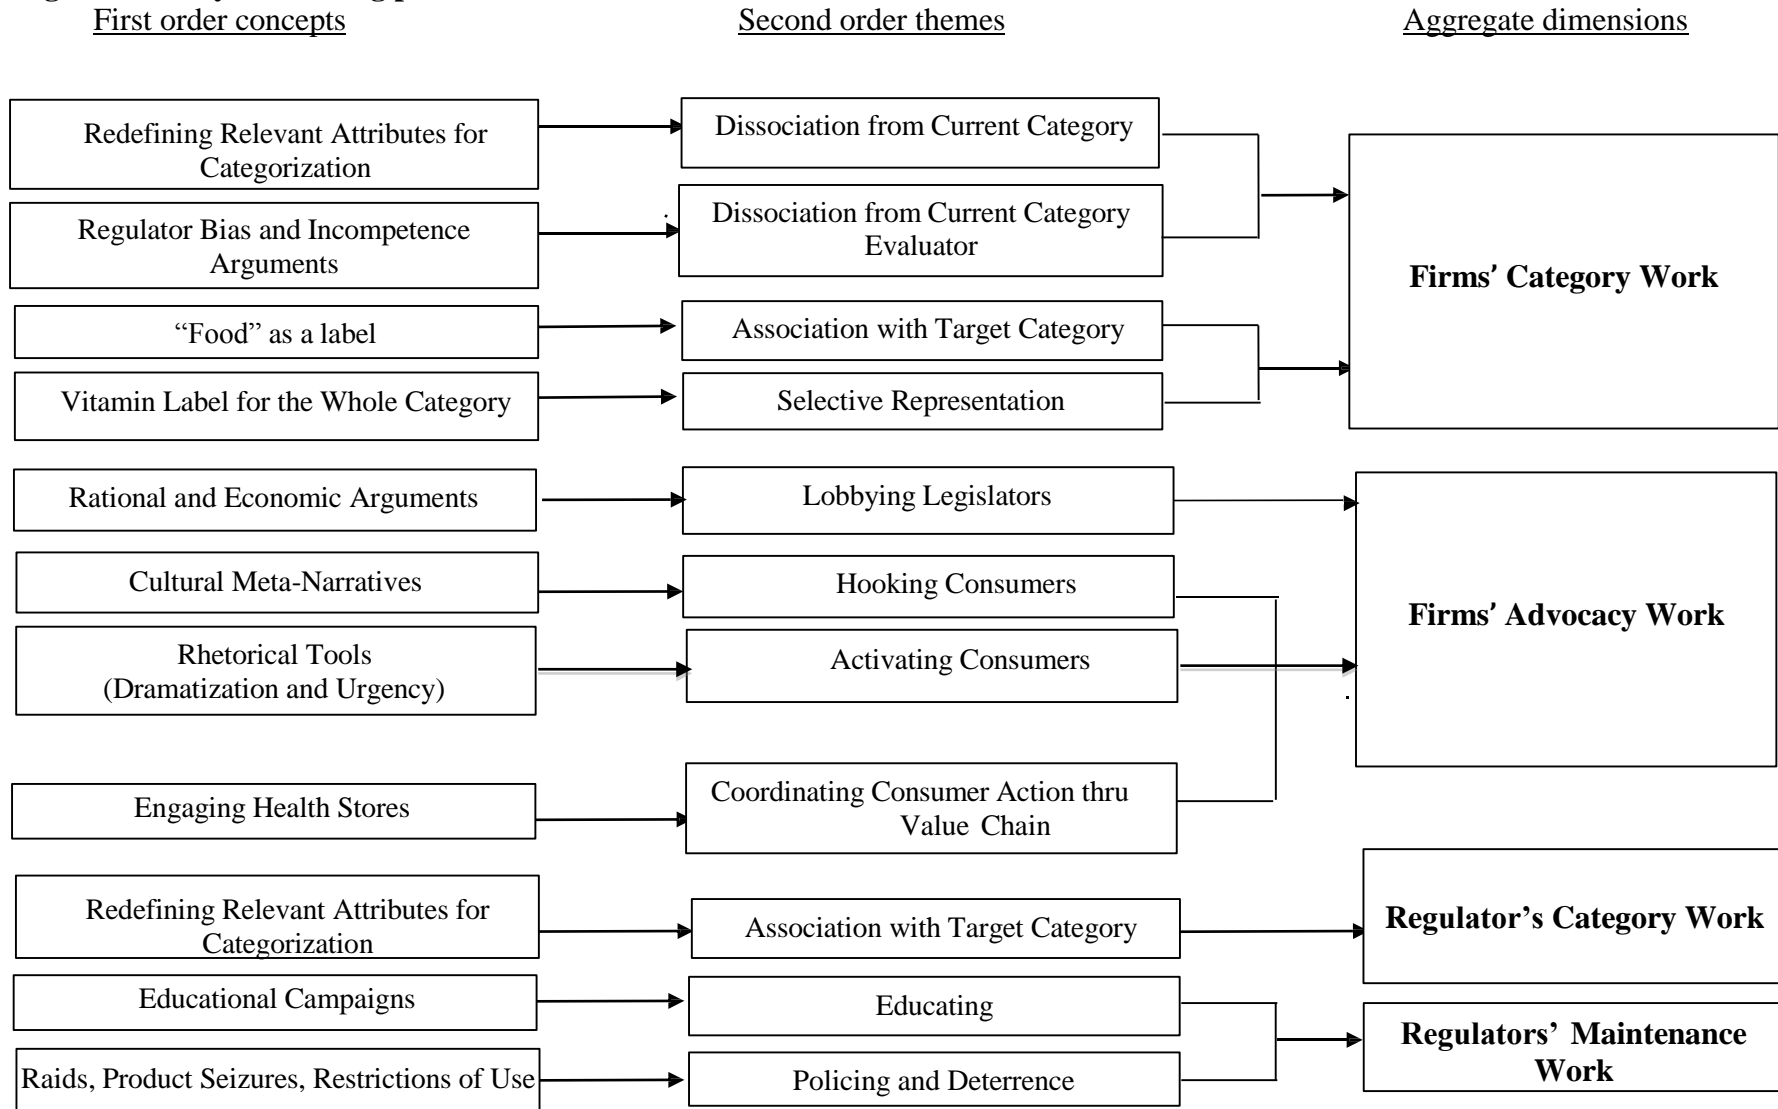 First order concepts
Second order themes
Aggregate dimensions
Redefining Relevant Attributes for
Categorization
Dissociation from Current Category
Regulator Bias and Incompetence
Arguments
Dissociation from Current Category
Evaluator
Firms’ Category Work
“Food” as a label
Association with Target Category
Vitamin Label for the Whole Category
Selective Representation
Rational and Economic Arguments
Lobbying Legislators
Cultural Meta-Narratives
Hooking Consumers
Firms’ Advocacy Work
Rhetorical Tools
(Dramatization and Urgency)
Activating Consumers
Engaging Health Stores
Coordinating Consumer Action thru
Value Chain
Redefining Relevant Attributes for
Categorization
Association with Target Category
Regulator’s Category Work
Educational Campaigns
Educating
Regulators’ Maintenance
Work
Raids, Product Seizures, Restrictions of Use
Policing and Deterrence